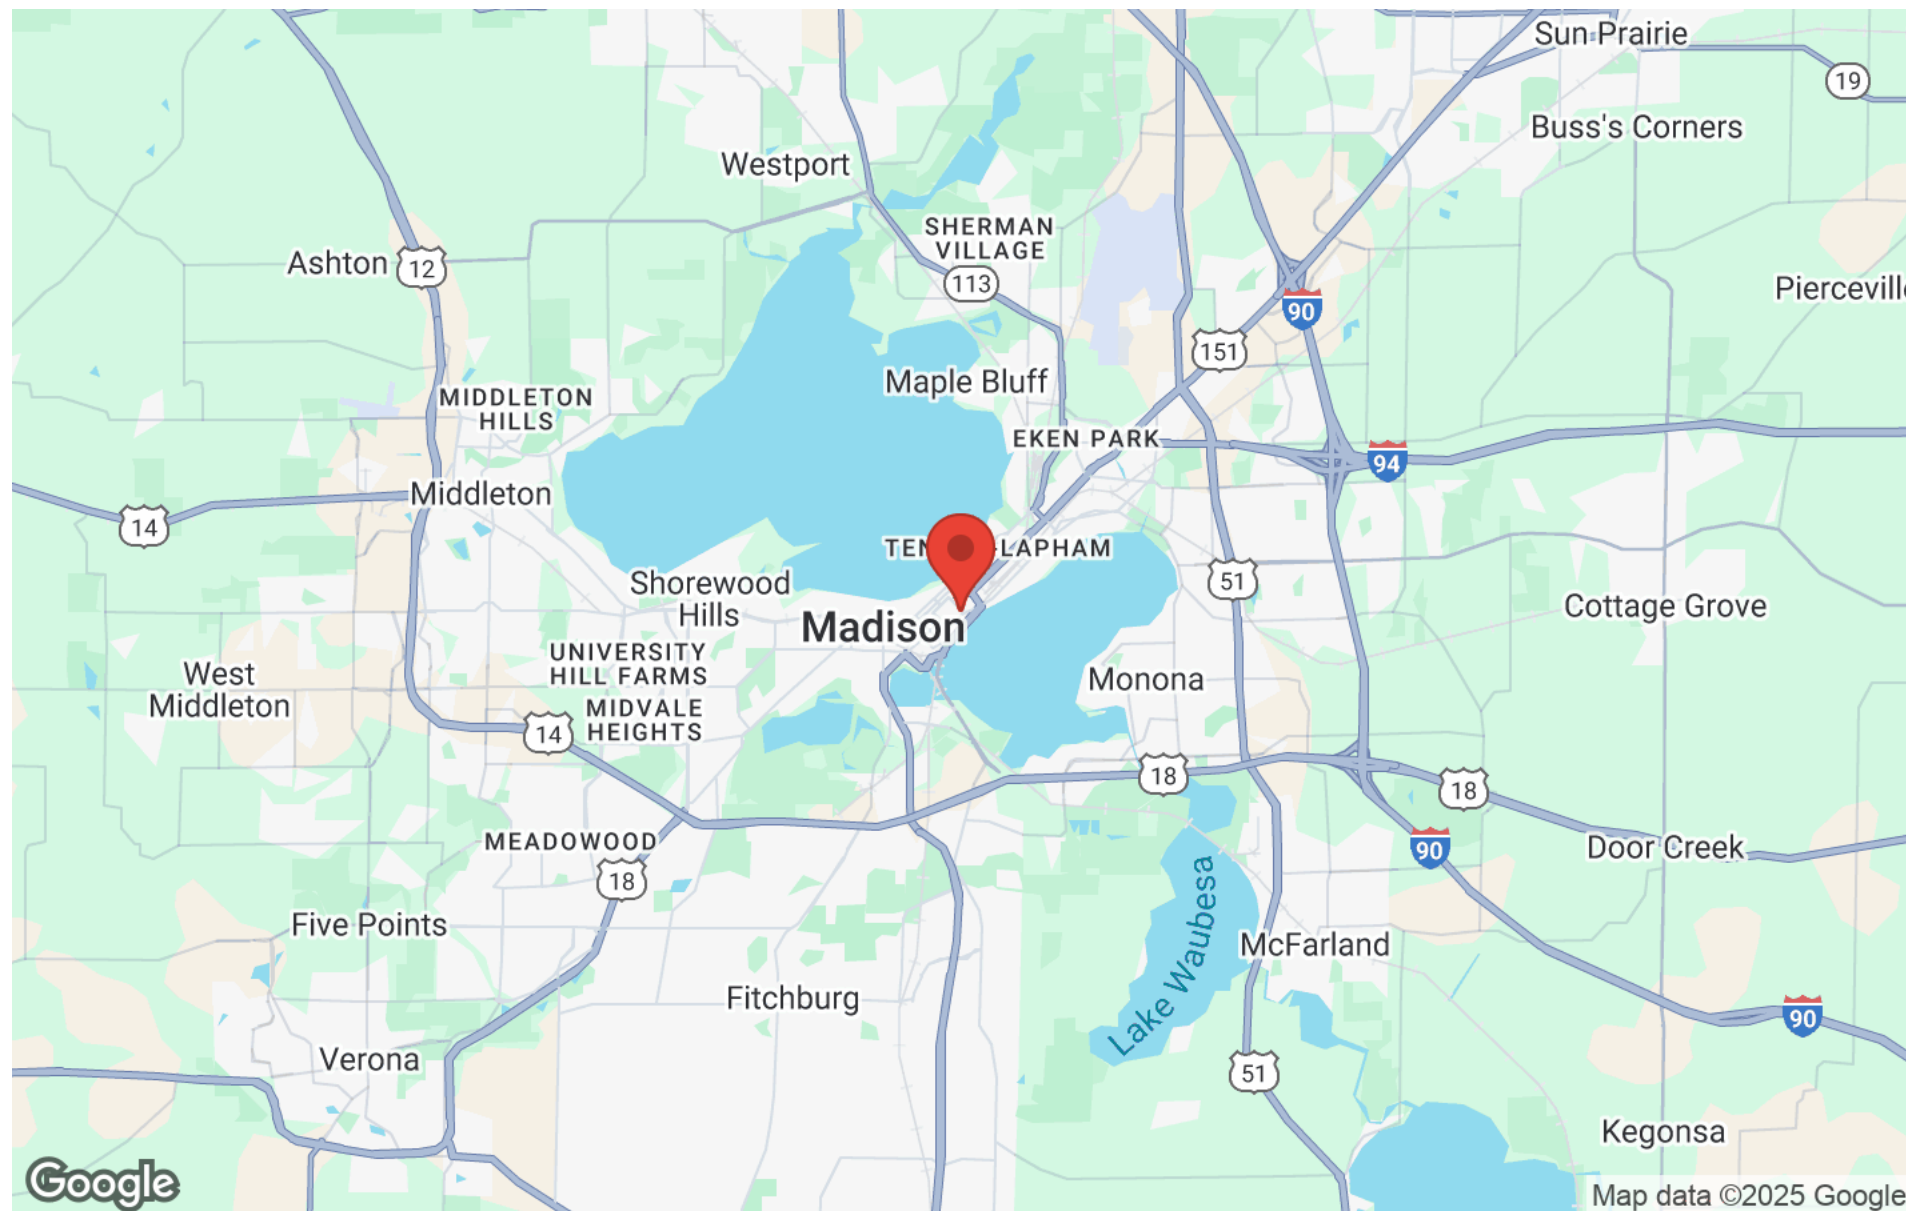 Sun Prairie
19
Buss's Corners
Westport
SHERMAN
VILLAGE
Ashton
12
113
Pierceville
90
151
Maple Bluff
MIDDLETON
HILLS
EKEN PARK
94
Middleton
14
LAPHAM
51
Shorewood
Hills
Cottage Grove
Madison
UNIVERSITY
HILL FARMS
West
Middleton
Monona
MIDVALE
HEIGHTS
14
18
18
MEADOWOOD
90
Door Creek
18
Lake Waubesa
Five Points
McFarland
Fitchburg
90
Verona
51
Kegonsa
Google
Map data ©2025 Google